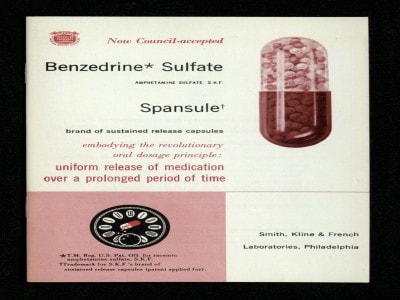 Now Council-accepted
Benzedrine* Sulfate
AMPHETAMINE SULFATE, S.K.F.
Spansule†
brand of sustained release capsules
embodying the revolutionary
oral dosage principle:
uniform release of medication
over a prolonged period of time
★T.M. Reg. U.S. Pat. Off. for racemic
amphetamine sulfate, S.K.F.
†Trademark for S.K.F.'s brand of
sustained release capsules (patent applied for).
Smith, Kline & French
Laboratories, Philadelphia